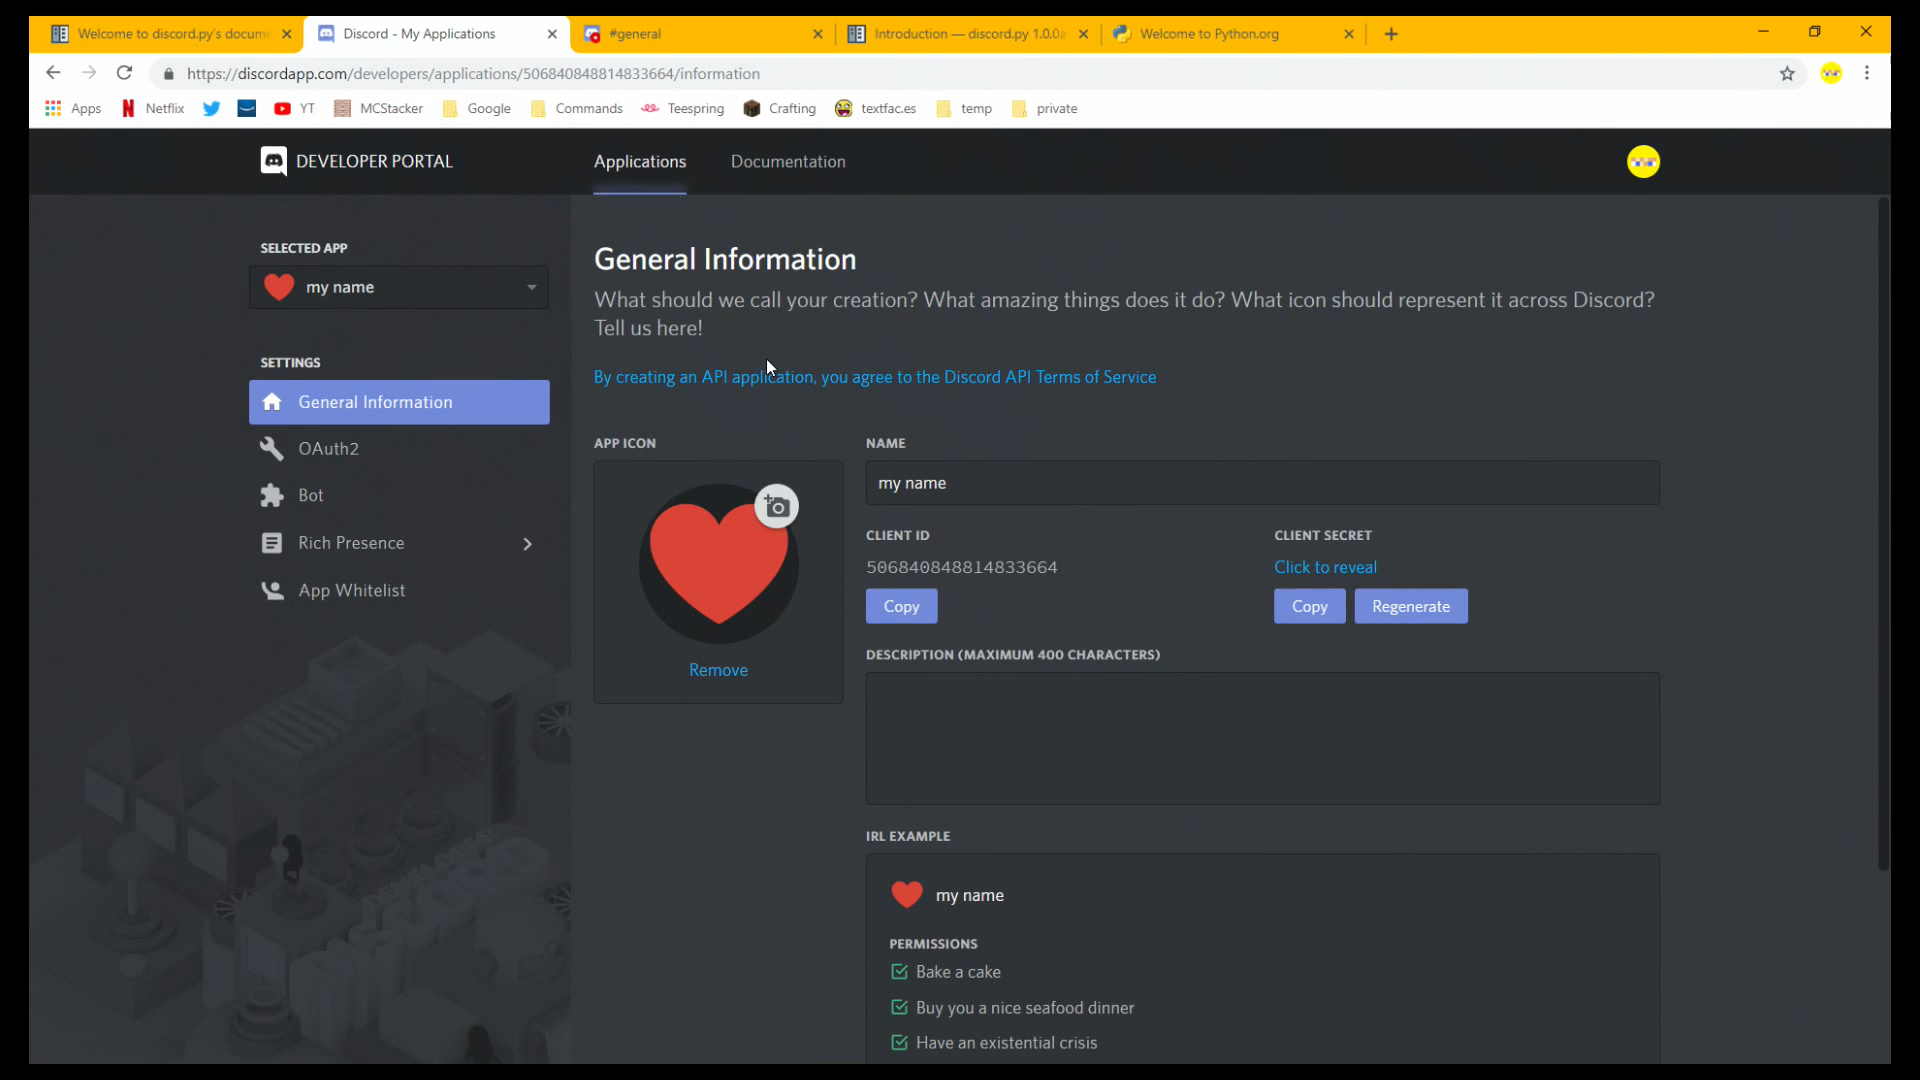 Welcome to discord.py's docume
Discord - My Applications
#general
Introduction — discord.py 1.0.0a
Welcome to Python.org
https://discordapp.com/developers/applications/506840848814833664/information
Apps
Netflix
YT
MCStacker
Google
Commands
Teespring
Crafting
textfac.es
temp
private
DEVELOPER PORTAL
Applications
Documentation
SELECTED APP
my name
SETTINGS
General Information
OAuth2
Bot
Rich Presence
App Whitelist
General Information
What should we call your creation? What amazing things does it do? What icon should represent it across Discord?
Tell us here!
By creating an API application, you agree to the Discord API Terms of Service
APP ICON
Remove
NAME
my name
CLIENT ID
506840848814833664
Copy
CLIENT SECRET
Click to reveal
Copy
Regenerate
DESCRIPTION (MAXIMUM 400 CHARACTERS)
IRL EXAMPLE
my name
PERMISSIONS
Bake a cake
Buy you a nice seafood dinner
Have an existential crisis